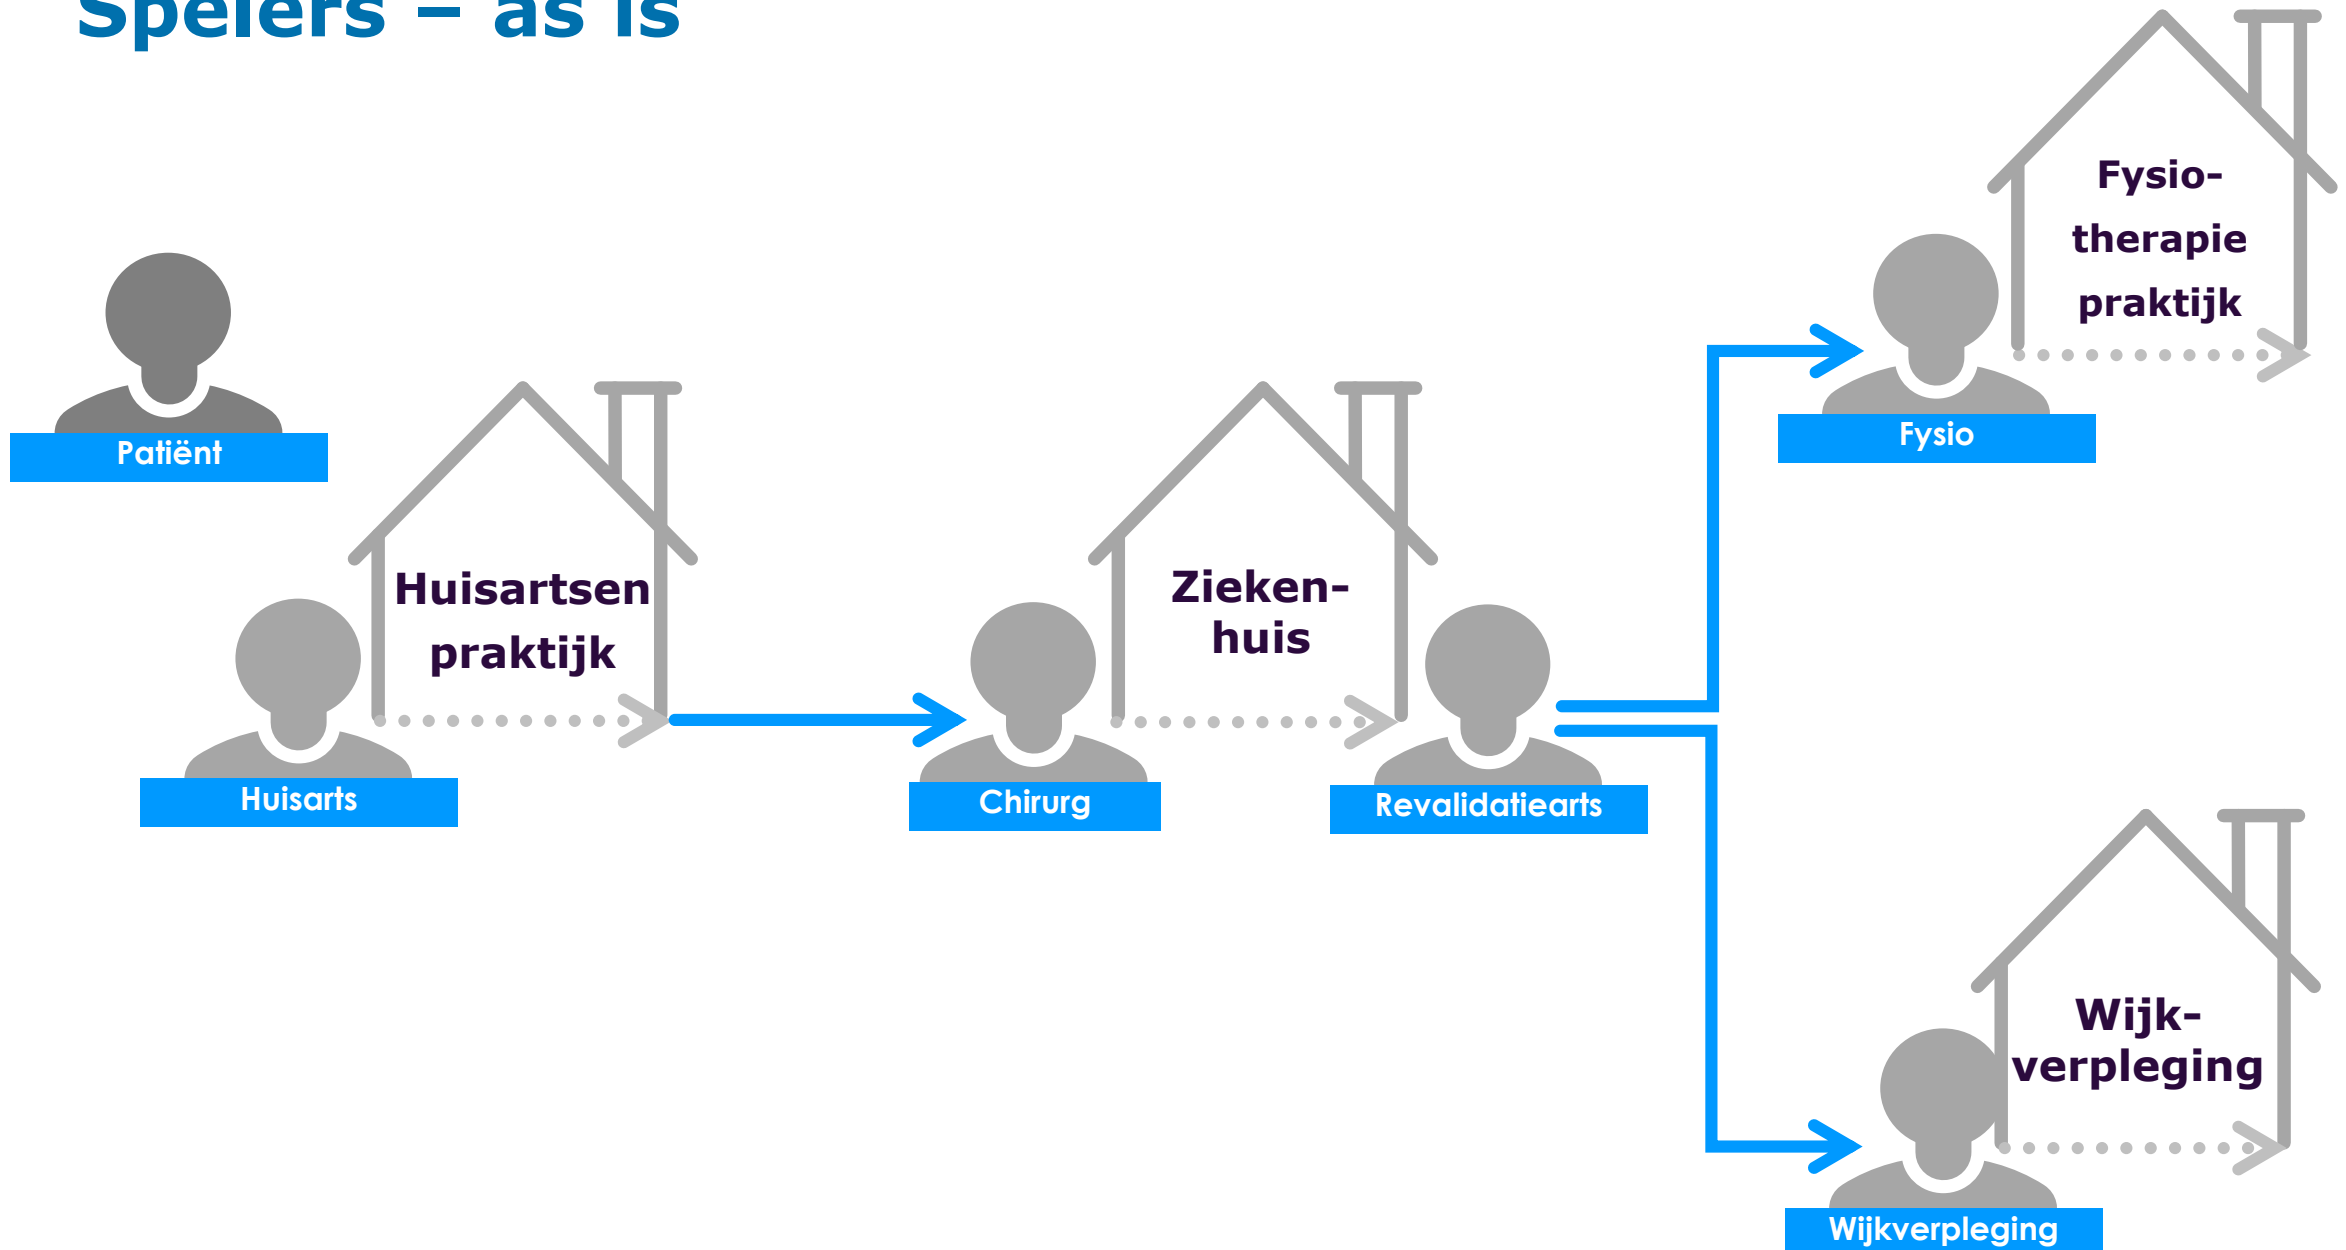 Spelers – as is
Fysio-
therapie
praktijk
Fysio
Patiënt
Huisartsen
praktijk
Huisarts
Zieken-
huis
Chirurg
Revalidatiearts
Wijk-
verpleging
Wijkverpleging